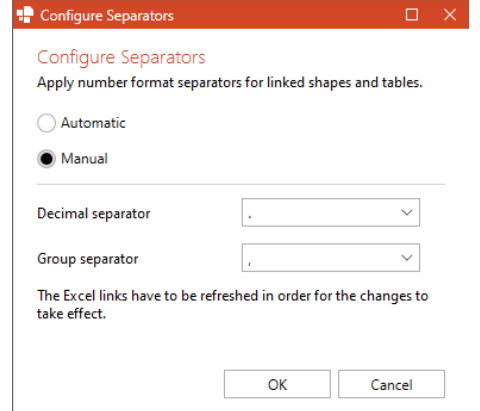 Configure Separators
Configure Separators
Apply number format separators for linked shapes and tables.
Automatic
Manual
Decimal separator .
Group separator ,
The Excel links have to be refreshed in order for the changes to
take effect.
OK Cancel